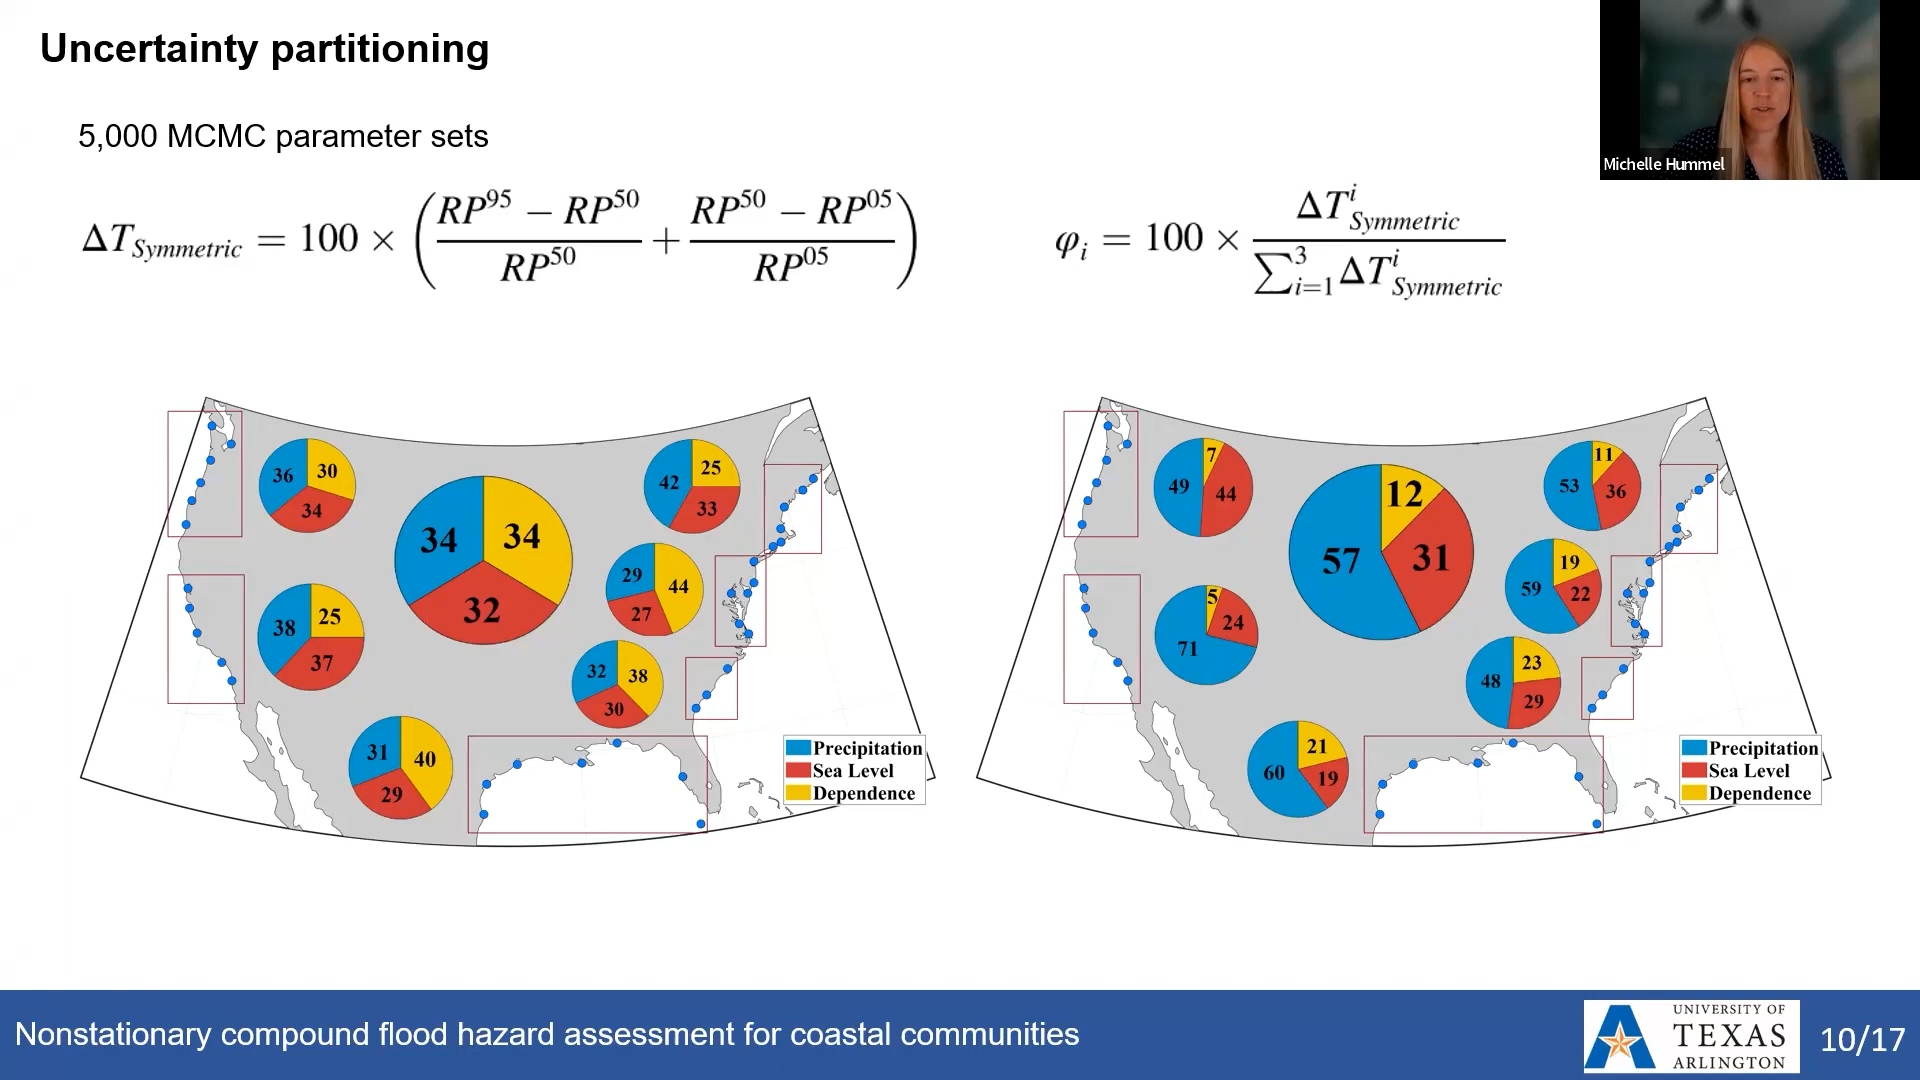 Uncertainty partitioning
5,000 MCMC parameter sets
ΔT_Symmetric = 100 × ( (RP^95 − RP^50) / RP^50 + (RP^50 − RP^05) / RP^05 )
φ_i = 100 × ΔT^i_Symmetric / ∑^3_i=1 ΔT^i_Symmetric
Michelle Hummel
36 30 34
38 25 37
31 40 29
34 34 32
42 25 33
29 44 27
32 38 30
Precipitation
Sea Level
Dependence
49 7 44
71 5 24
60 21 19
57 12 31
53 11 36
59 19 22
48 23 29
Precipitation
Sea Level
Dependence
Nonstationary compound flood hazard assessment for coastal communities
UNIVERSITY OF
TEXAS
ARLINGTON
10/17